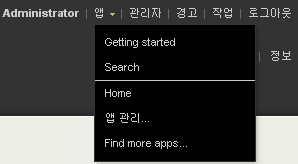 Administrator | 앱 | 관리자 | 경고 | 작업 | 로그아웃
Getting started
| 정보
Search
Home
앱 관리...
Find more apps...